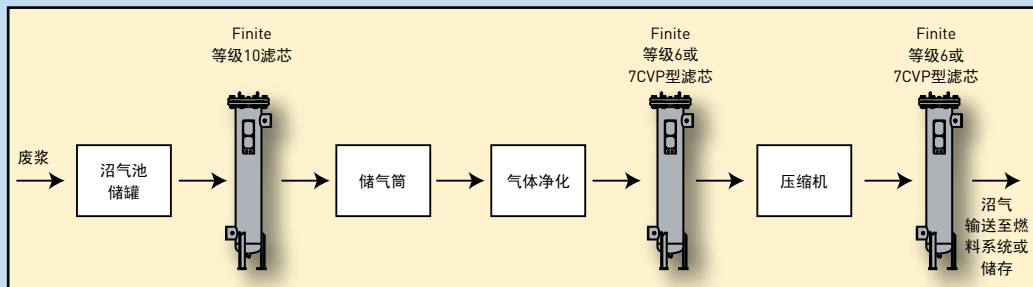 Finite
等级10滤芯
Finite
等级6或
7CVP型滤芯
Finite
等级6或
7CVP型滤芯
废浆
沼气池
储罐
储气筒
气体净化
压缩机
沼气
输送至燃
料系统或
储存